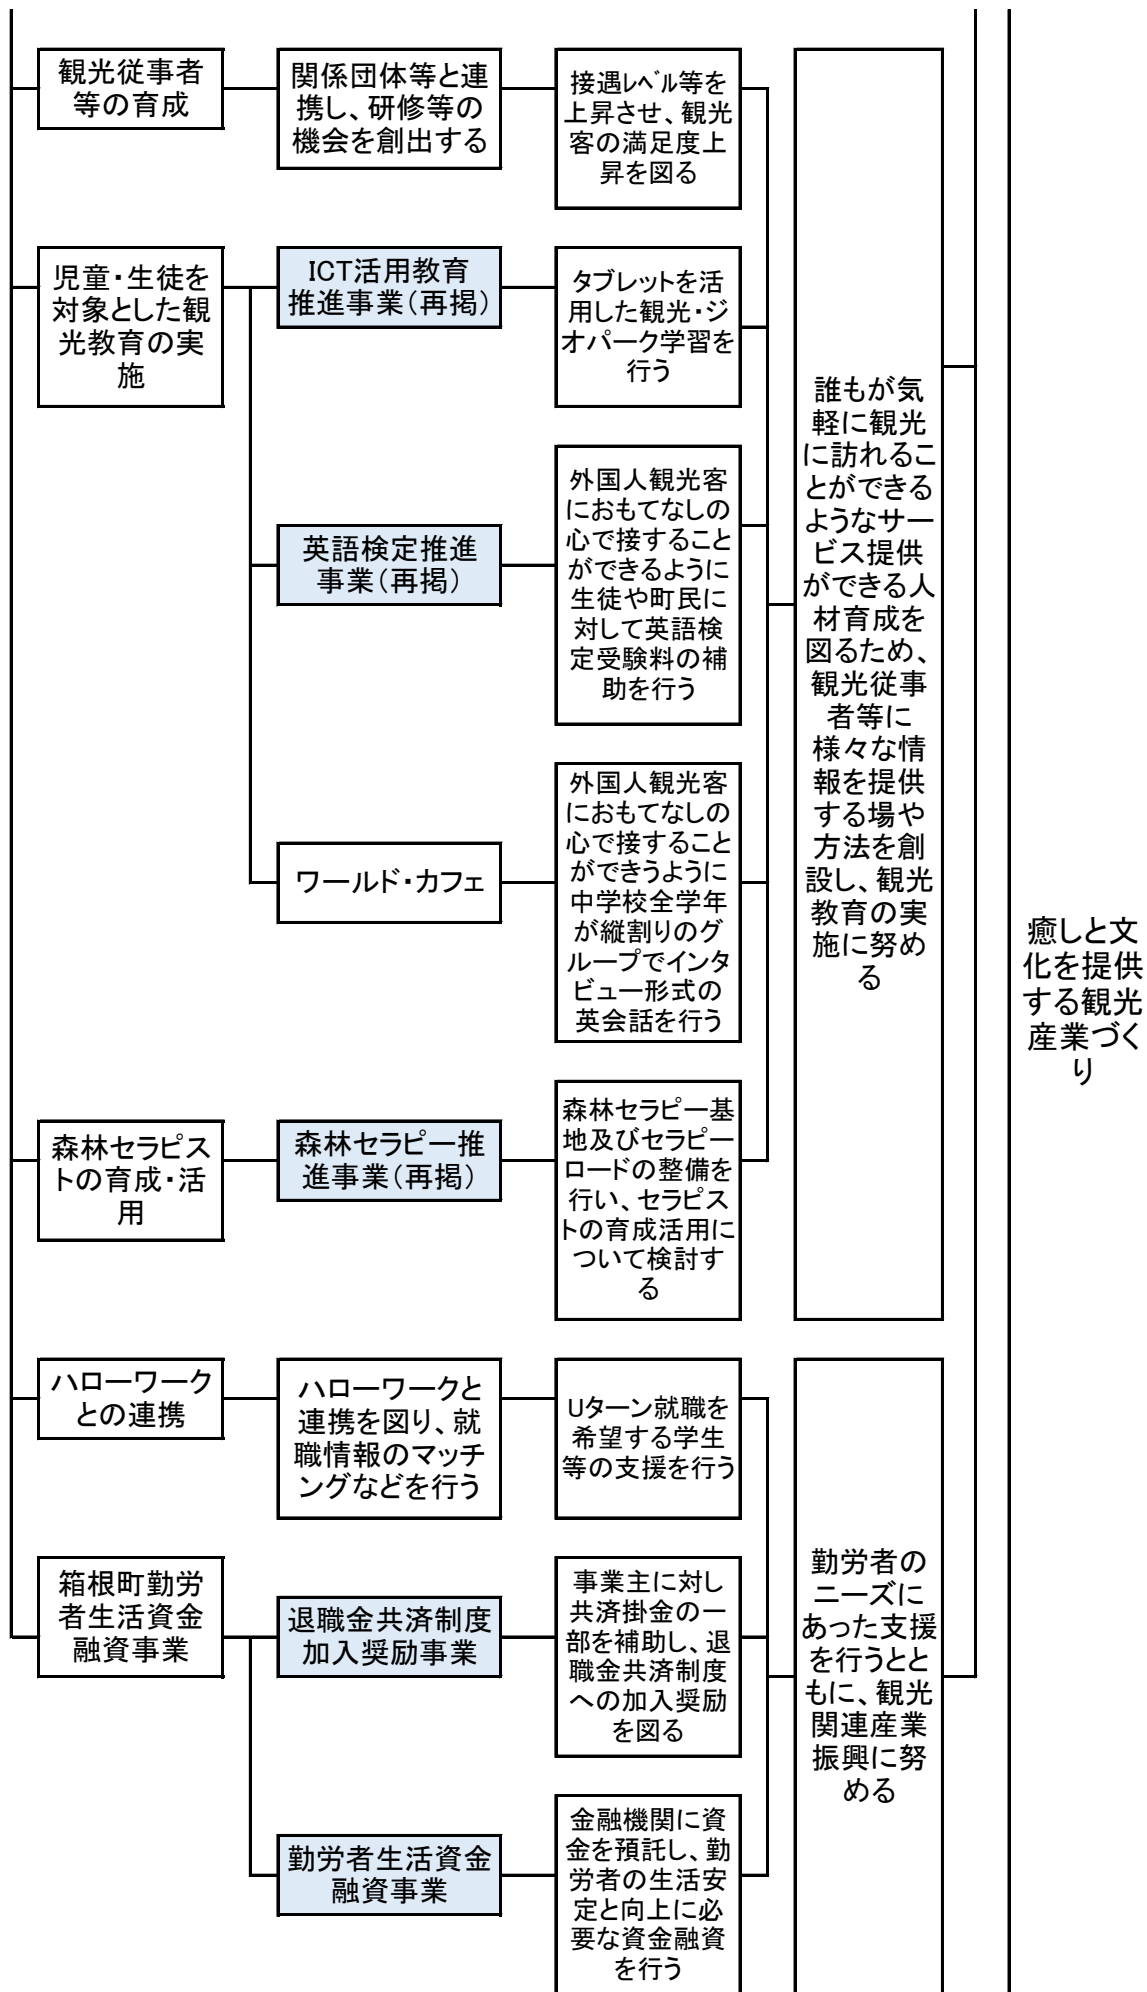 観光従事者
等の育成
関係団体等と連
携し、研修等の
機会を創出する
接遇ﾚﾍﾞﾙ等を
上昇させ、観光
客の満足度上
昇を図る
児童・生徒を
対象とした観
光教育の実
施
ICT活用教育
推進事業（再掲）
タブレットを活
用した観光・ジ
オパーク学習を
行う
英語検定推進
事業（再掲）
外国人観光客
におもてなしの
心で接すること
ができるように
生徒や町民に
対して英語検
定受験料の補
助を行う
ワールド・カフェ
外国人観光客
におもてなしの
心で接すること
ができうように
中学校全学年
が縦割りのグ
ループでインタ
ビュー形式の
英会話を行う
森林セラピス
トの育成・活
用
森林セラピー推
進事業（再掲）
森林セラピー基
地及びセラピー
ロードの整備を
行い、セラピス
トの育成活用に
ついて検討す
る
誰もが気
軽に観光
に訪れるこ
とができる
ようなサー
ビス提供
ができる人
材育成を
図るため、
観光従事
者等に
様々な情
報を提供
する場や
方法を創
設し、観光
教育の実
施に努め
る
ハローワーク
との連携
ハローワークと
連携を図り、就
職情報のマッチ
ングなどを行う
Uターン就職を
希望する学生
等の支援を行う
箱根町勤労
者生活資金
融資事業
退職金共済制度
加入奨励事業
事業主に対し
共済掛金の一
部を補助し、退
職金共済制度
への加入奨励
を図る
勤労者生活資金
融資事業
金融機関に資
金を預託し、勤
労者の生活安
定と向上に必
要な資金融資
を行う
勤労者の
ニーズに
あった支援
を行うとと
もに、観光
関連産業
振興に努
める
癒しと文
化を提供
する観光
産業づく
り